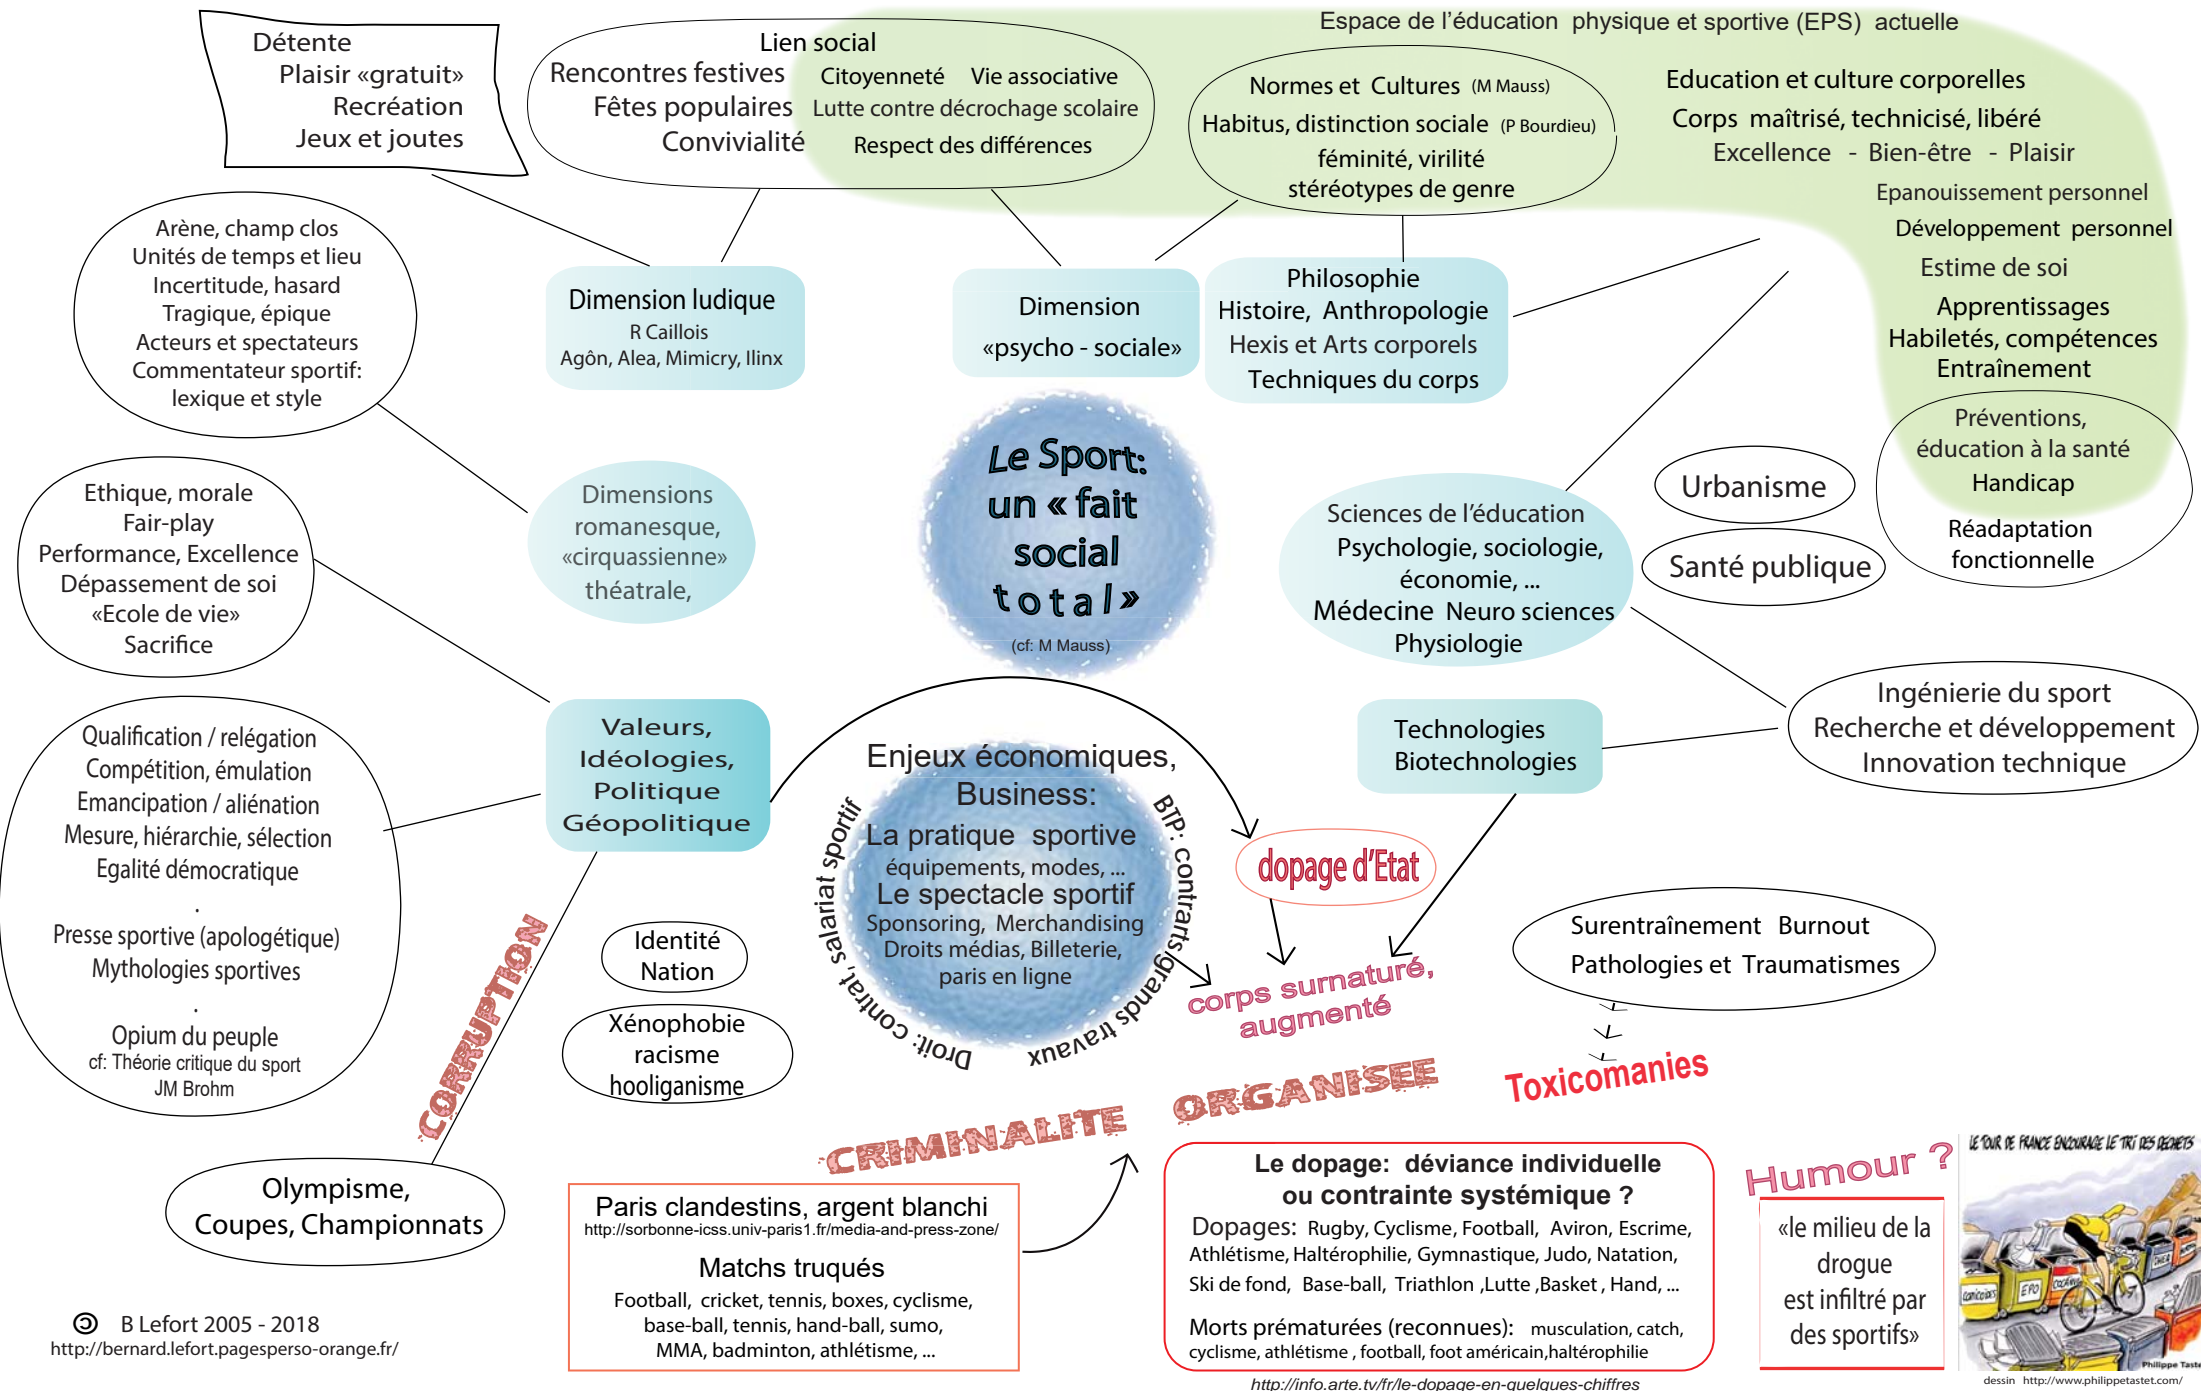 Espace de l'éducation physique et sportive (EPS) actuelle
Détente
Plaisir «gratuit»
Recréation
Jeux et joutes
Lien social
Rencontres festives
Fêtes populaires
Convivialité
Citoyenneté Vie associative
Lutte contre décrochage scolaire
Respect des différences
Normes et Cultures (M Mauss)
Habitus, distinction sociale (P Bourdieu)
féminité, virilité
stéréotypes de genre
Education et culture corporelles
Corps maîtrisé, technicisé, libéré
Excellence - Bien-être - Plaisir
Epanouissement personnel
Développement personnel
Estime de soi
Apprentissages
Habiletés, compétences
Entraînement
Préventions,
éducation à la santé
Handicap
Réadaptation
fonctionnelle
Arène, champ clos
Unités de temps et lieu
Incertitude, hasard
Tragique, épique
Acteurs et spectateurs
Commentateur sportif:
lexique et style
Dimension ludique
R Caillois
Agôn, Alea, Mimicry, Ilinx
Dimension
«psycho - sociale»
Philosophie
Histoire, Anthropologie
Hexis et Arts corporels
Techniques du corps
Le Sport:
un « fait
social
total»
(cf: M Mauss)
Ethique, morale
Fair-play
Performance, Excellence
Dépassement de soi
«Ecole de vie»
Sacrifice
Dimensions
romanesque,
«cirquassienne»
théatrale,
Sciences de l'éducation
Psychologie, sociologie,
économie, ...
Médecine Neuro sciences
Physiologie
Urbanisme
Santé publique
Ingénierie du sport
Recherche et développement
Innovation technique
Technologies
Biotechnologies
Valeurs,
Idéologies,
Politique
Géopolitique
Qualification / relégation
Compétition, émulation
Emancipation / aliénation
Mesure, hiérarchie, sélection
Egalité démocratique
.
Presse sportive (apologétique)
Mythologies sportives
.
Opium du peuple
cf: Théorie critique du sport
JM Brohm
Enjeux économiques,
Business:
La pratique sportive
équipements, modes, ...
Le spectacle sportif
Sponsoring, Merchandising
Droits médias, Billeterie,
paris en ligne
Droit: contrat, salariat sportif
BTP: contrarts grands travaux
dopage d'Etat
corps surnaturé,
augmenté
Surentraînement Burnout
Pathologies et Traumatismes
Toxicomanies
Identité
Nation
Xénophobie
racisme
hooliganisme
CORRUPTION
CRIMINALITE ORGANISEE
Olympisme,
Coupes, Championnats
Paris clandestins, argent blanchi
http://sorbonne-icss.univ-paris1.fr/media-and-press-zone/
Matchs truqués
Football, cricket, tennis, boxes, cyclisme,
base-ball, tennis, hand-ball, sumo,
MMA, badminton, athlétisme, ...
Le dopage: déviance individuelle
ou contrainte systémique ?
Dopages: Rugby, Cyclisme, Football, Aviron, Escrime,
Athlétisme, Haltérophilie, Gymnastique, Judo, Natation,
Ski de fond, Base-ball, Triathlon ,Lutte ,Basket , Hand, ...
Morts prématurées (reconnues): musculation, catch,
cyclisme, athlétisme , football, foot américain,haltérophilie
http://info.arte.tv/fr/le-dopage-en-quelques-chiffres
Humour ?
«le milieu de la
drogue
est infiltré par
des sportifs»
LE TOUR DE FRANCE ENCOURAGE LE TRI DES DECHETS
CORTICOIDES
EPO
dessin http://www.philippetastet.com/
B Lefort 2005 - 2018
http://bernard.lefort.pagesperso-orange.fr/